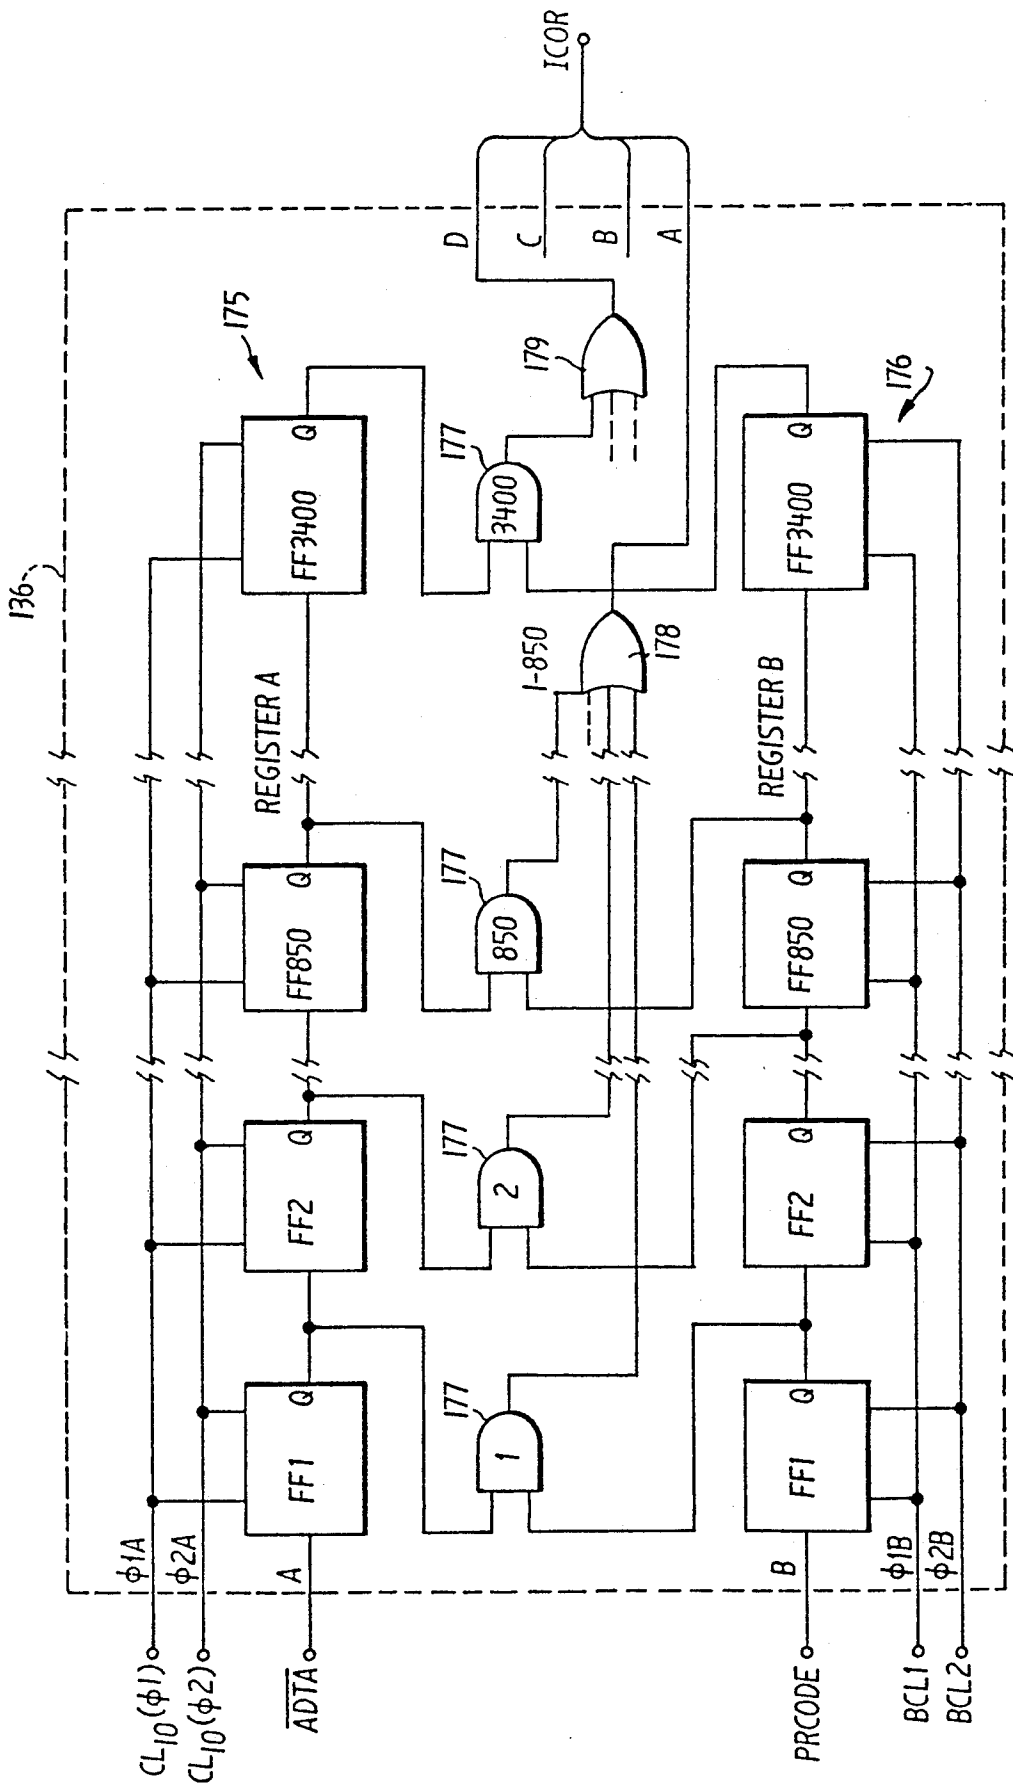 136
CL10(ϕ1)
ϕ1A
CL10(ϕ2)
ϕ2A
ADTA
A
FF1
Q
FF2
Q
FF850
Q
REGISTER A
FF3400
Q
175
177
1
177
2
177
850
177
3400
1-850
178
179
D
C
B
A
ICOR
PRCODE
B
FF1
Q
FF2
Q
FF850
Q
REGISTER B
FF3400
Q
176
BCL1
ϕ1B
BCL2
ϕ2B